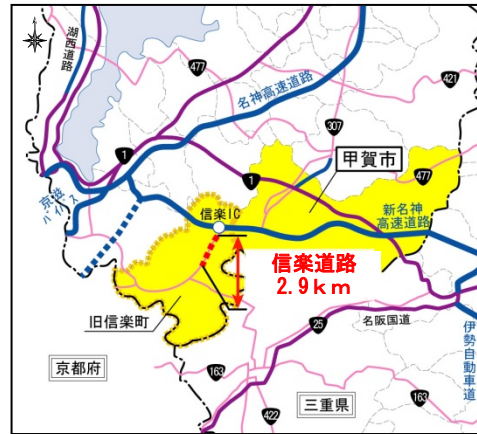 湖西道路
477
名神高速道路
421
307
1
甲賀市
京滋
バイパス
1
477
信楽IC
新名神
高速道路
信楽道路
2.9km
旧信楽町
25
名阪国道
伊勢自動車道
京都府
163
三重県
163
422